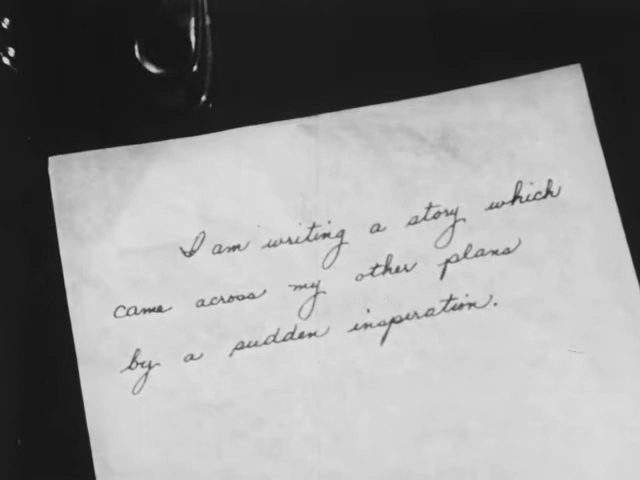 I am writing a story which
came across my other plans
by a sudden inspiration.